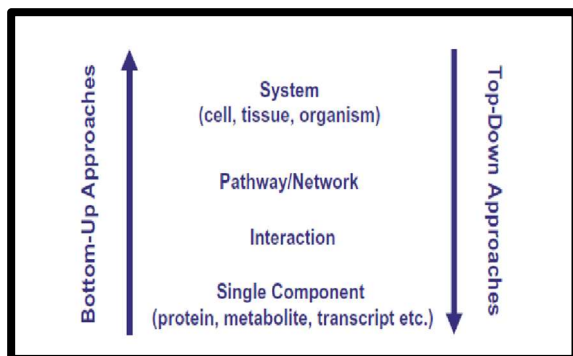 Bottom-Up Approaches
System
(cell, tissue, organism)
Pathway/Network
Interaction
Single Component
(protein, metabolite, transcript etc.)
Top-Down Approaches